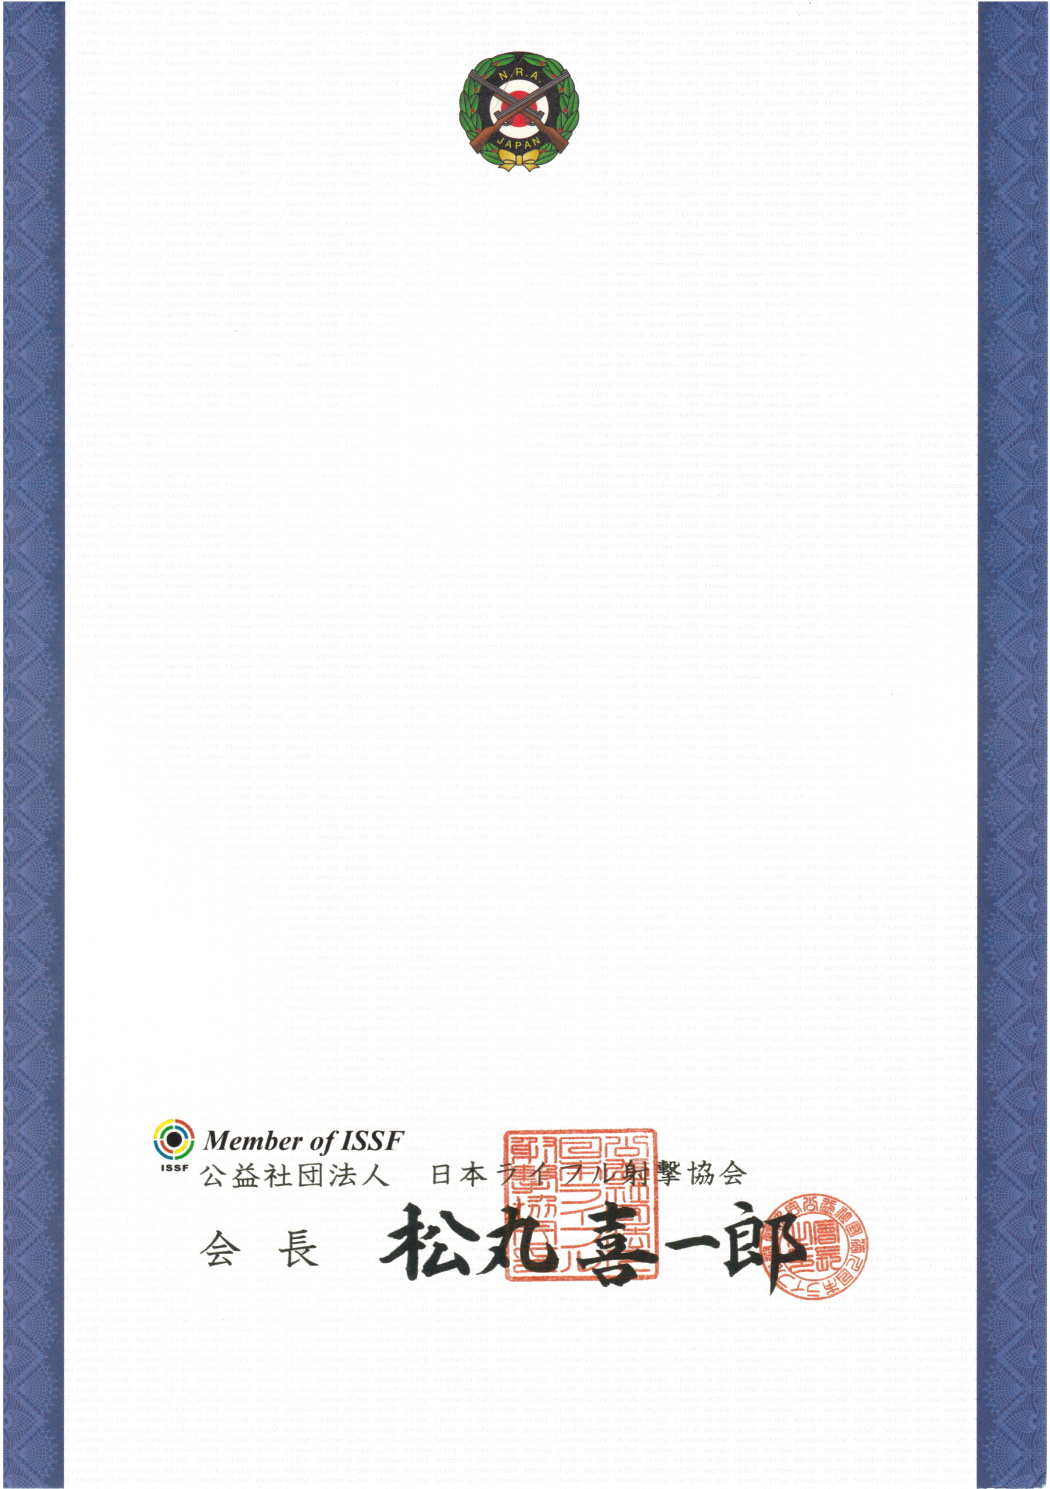 N.R.A.
JAPAN
Member of ISSF
ISSF
公益社団法人　日本ライフル射撃協会
会　長　松丸喜一郎